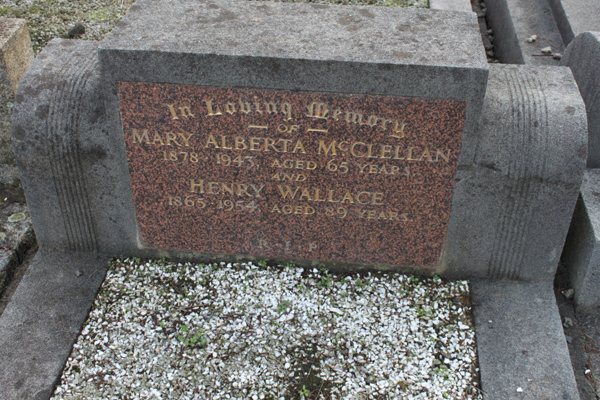 In Loving Memory
OF
MARY ALBERTA McCLELLAN
1878 - 1943, AGED 65 YEARS.
AND
HENRY WALLACE
1865 - 1954, AGED 89 YEARS.
R. I. P.